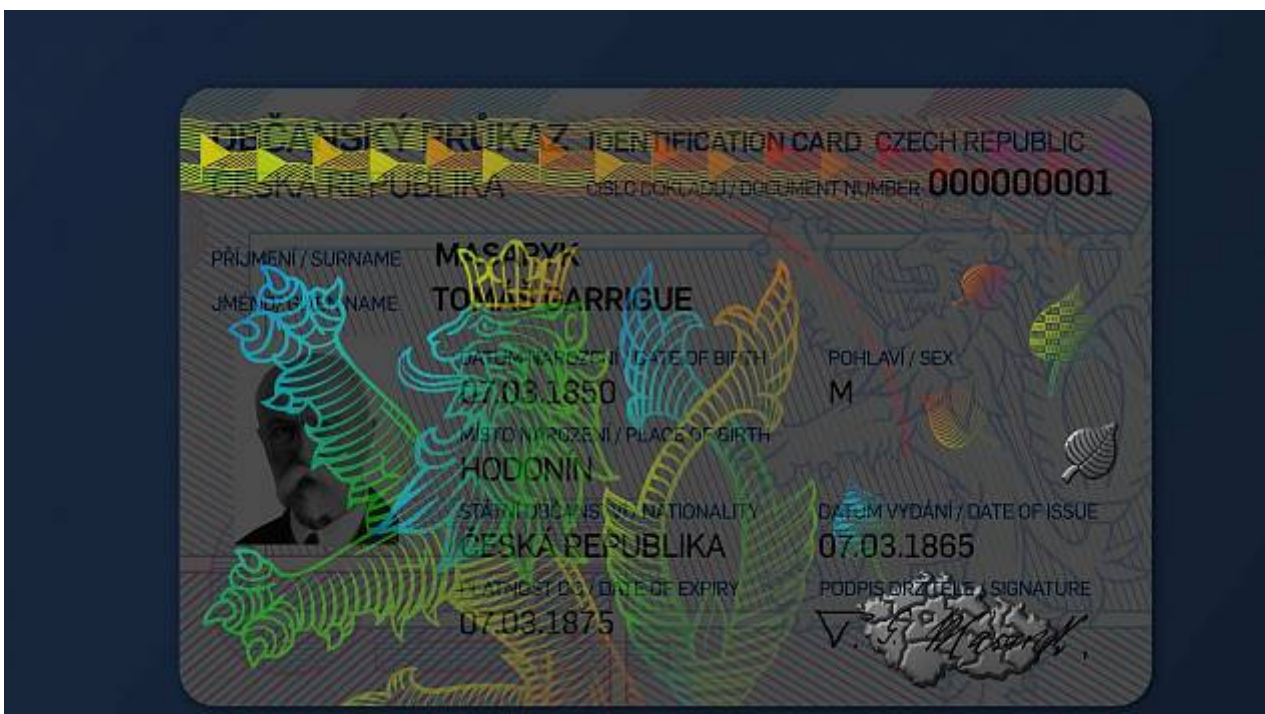 OBČANSKÝ PRŮKAZ IDENTIFICATION CARD CZECH REPUBLIC
ČESKÁ REPUBLIKA ČÍSLO DOKLADU / DOCUMENT NUMBER 000000001
PŘÍJMENÍ / SURNAME MASARYK
JMÉNO / GIVEN NAME TOMÁŠ GARRIGUE
DATUM NAROZENÍ / DATE OF BIRTH POHLAVÍ / SEX
07.03.1850 M
MÍSTO NAROZENÍ / PLACE OF BIRTH
HODONÍN
STÁTNÍ OBČANSTVÍ / NATIONALITY DATUM VYDÁNÍ / DATE OF ISSUE
ČESKÁ REPUBLIKA 07.03.1865
PLATNOST DO / DATE OF EXPIRY PODPIS DRŽITELE / SIGNATURE
07.03.1875 T. G. Masaryk